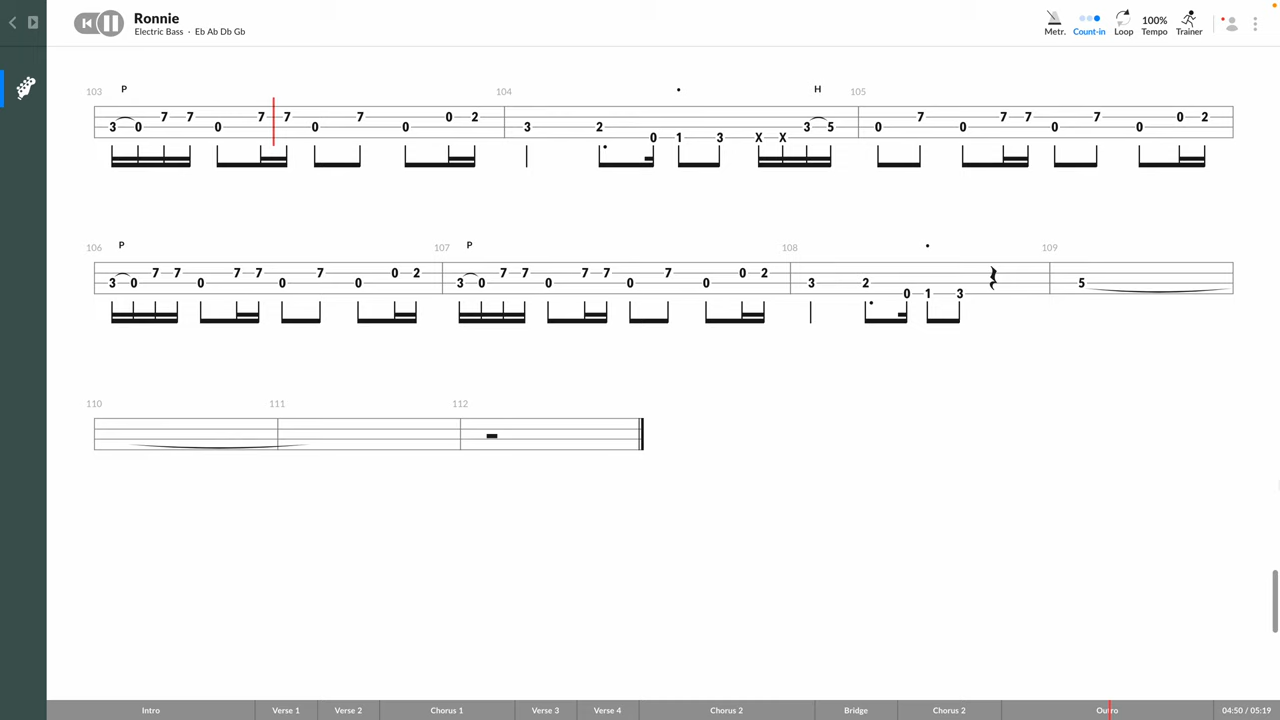 Ronnie
Electric Bass · Eb Ab Db Gb
Metr.
Count-in
Loop
100%
Tempo
Trainer
103 P 104 H 105
7 7 7 7 7 0 2 7 7 7 7 0 2
3 0 0 0 0 3 2 3 5 0 0 0 0
0 1 3 X X
106 P 107 P 108 109
7 7 7 7 7 0 2 7 7 7 7 7 0 2
3 0 0 0 0 3 0 0 0 0 3 2 5
0 1 3
110 111 112
Intro Verse 1 Verse 2 Chorus 1 Verse 3 Verse 4 Chorus 2 Bridge Chorus 2 Outro 04:50 / 05:19